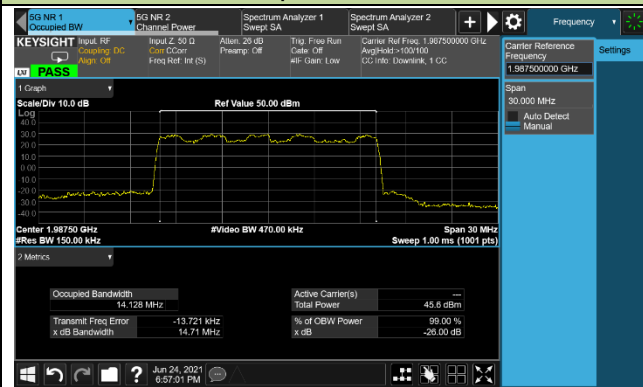 5G NR 1
Occupied BW
5G NR 2
Channel Power
Spectrum Analyzer 1
Swept SA
Spectrum Analyzer 2
Swept SA
Frequency
KEYSIGHT
Input: RF
Coupling: DC
Align: Off
Input Z: 50 Ω
Corr CCorr
Freq Ref: Int (S)
Atten: 26 dB
Preamp: Off
Trig: Free Run
Gate: Off
#IF Gain: Low
Carrier Ref Freq: 1.987500000 GHz
Avg|Hold:>100/100
CC Info: Downlink, 1 CC
LXI
PASS
Carrier Reference
Frequency
1.987500000 GHz
Settings
Span
30.000 MHz
Auto Detect
Manual
1 Graph
Scale/Div 10.0 dB
Ref Value 50.00 dBm
Log
40.0
30.0
20.0
10.0
0.00
-10.0
-20.0
-30.0
-40.0
Center 1.98750 GHz
#Video BW 470.00 kHz
Span 30 MHz
#Res BW 150.00 kHz
Sweep 1.00 ms (1001 pts)
2 Metrics
Occupied Bandwidth
14.128 MHz
Active Carrier(s)
---
Total Power
45.6 dBm
Transmit Freq Error
-13.721 kHz
% of OBW Power
99.00 %
x dB Bandwidth
14.71 MHz
x dB
-26.00 dB
?
Jun 24, 2021
6:57:01 PM